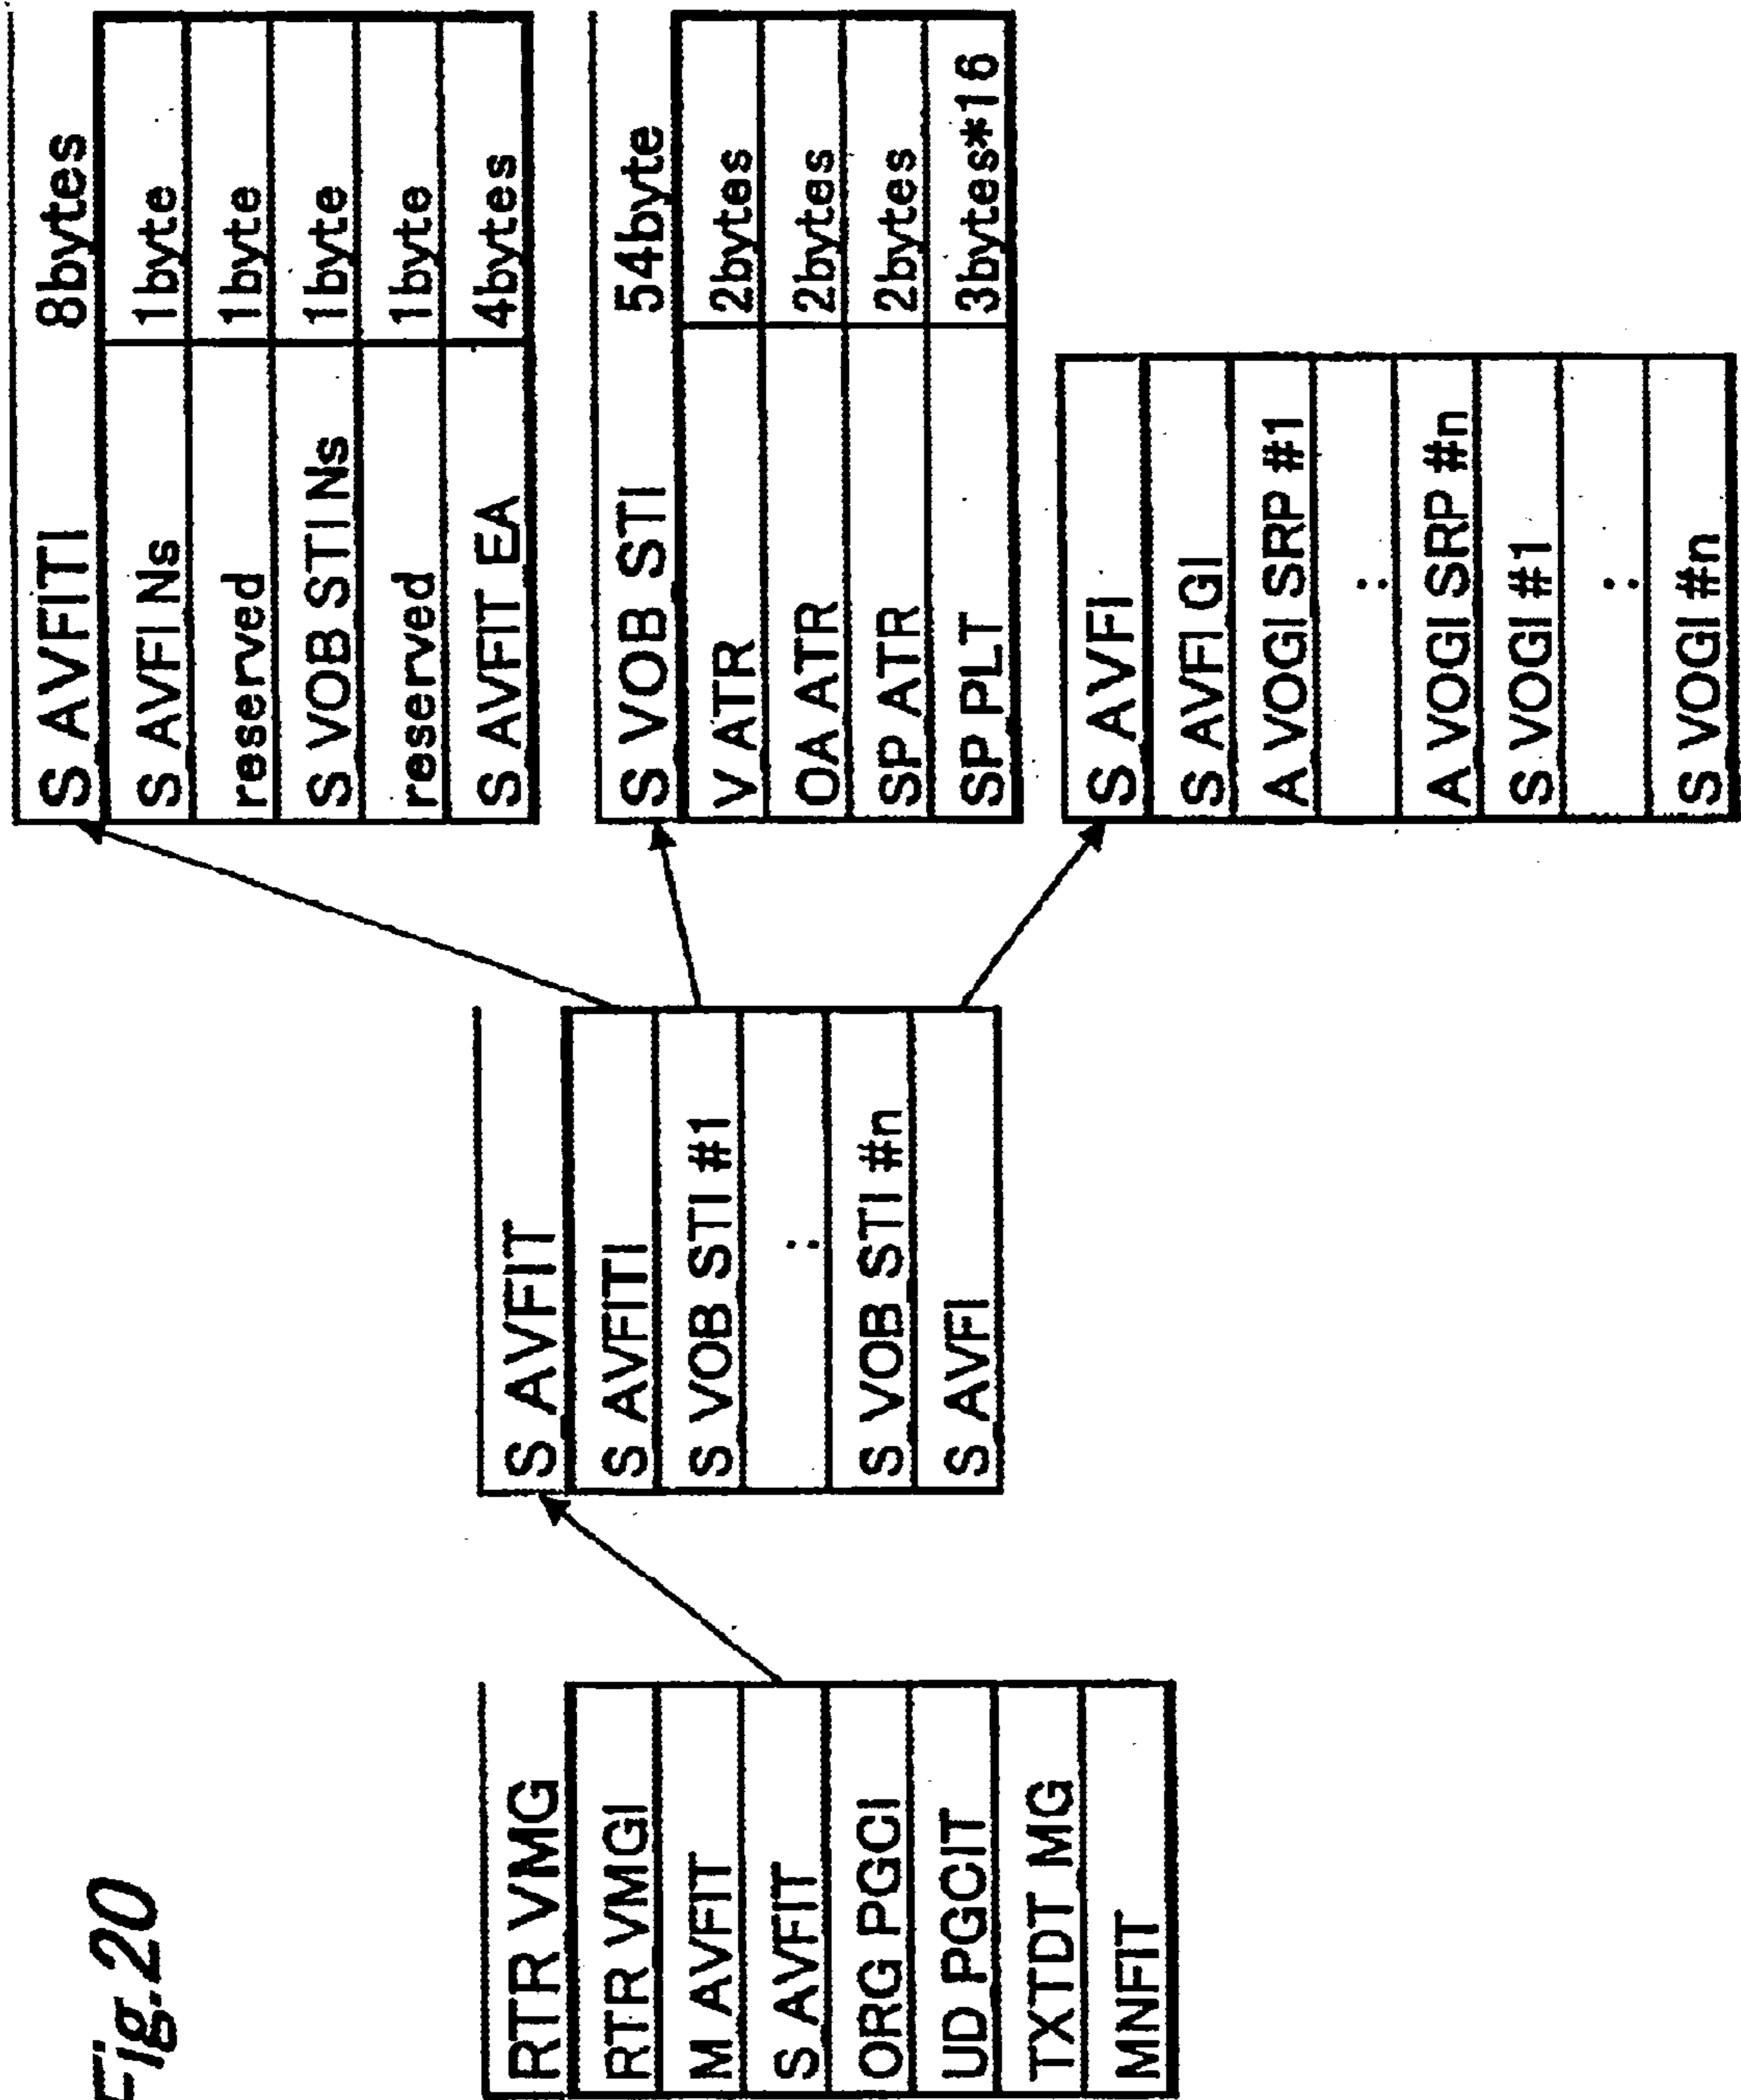 Fig.20
RTR VMG
RTR VMGI
M AVFIT
S AVFIT
ORG PGCI
UD PGCIT
TXTDT MG
MNFIT
S AVFIT
S AVFITI
S VOB STI #1
:
S VOB STI #n
S AVFI
S AVFITI 8bytes
S AVFI Ns 1byte
reserved 1byte
S VOB STI Ns 1byte
reserved 1byte
S AVFIT EA 4bytes
S VOB STI 54byte
V ATR 2bytes
OA ATR 2bytes
SP ATR 2bytes
SP PLT 3bytes*16
S AVFI
S AVFI GI
A VOGI SRP #1
:
A VOGI SRP #n
S VOGI #1
:
S VOGI #n